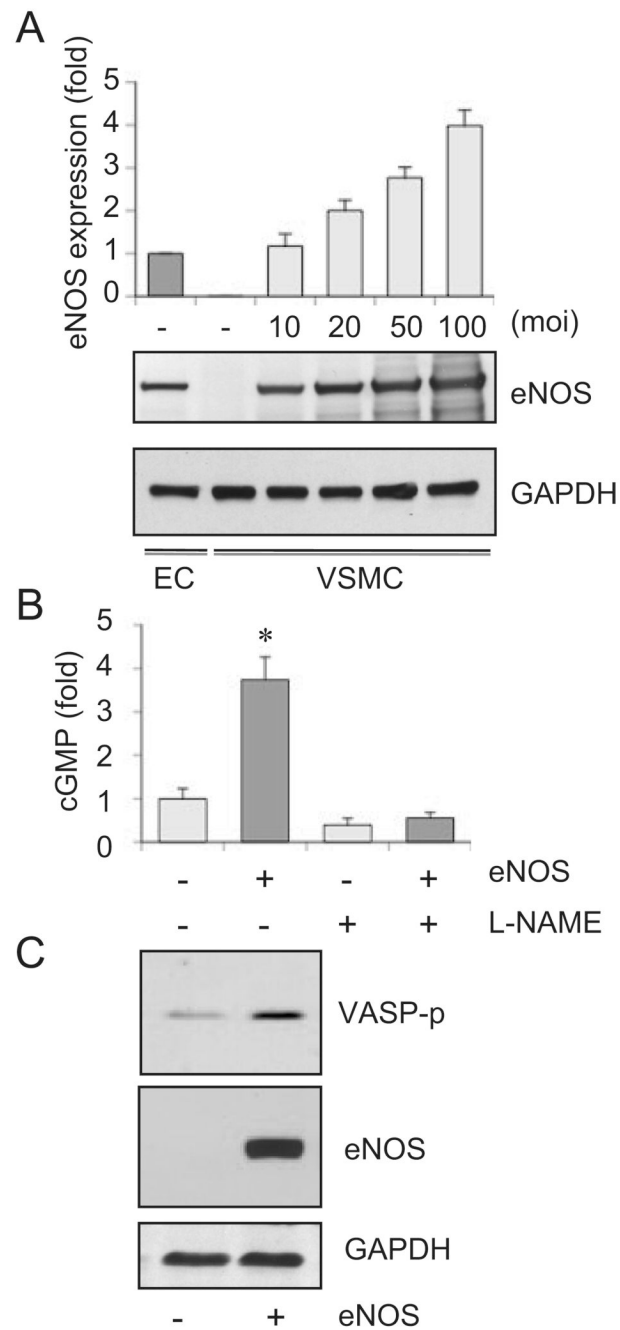 A
eNOS expression (fold)
5
4
3
2
1
0
- - 10 20 50 100 (moi)
eNOS
GAPDH
EC VSMC
B
cGMP (fold)
5
4
3
2
1
0
*
- + - + eNOS
- - + + L-NAME
C
VASP-p
eNOS
GAPDH
- + eNOS